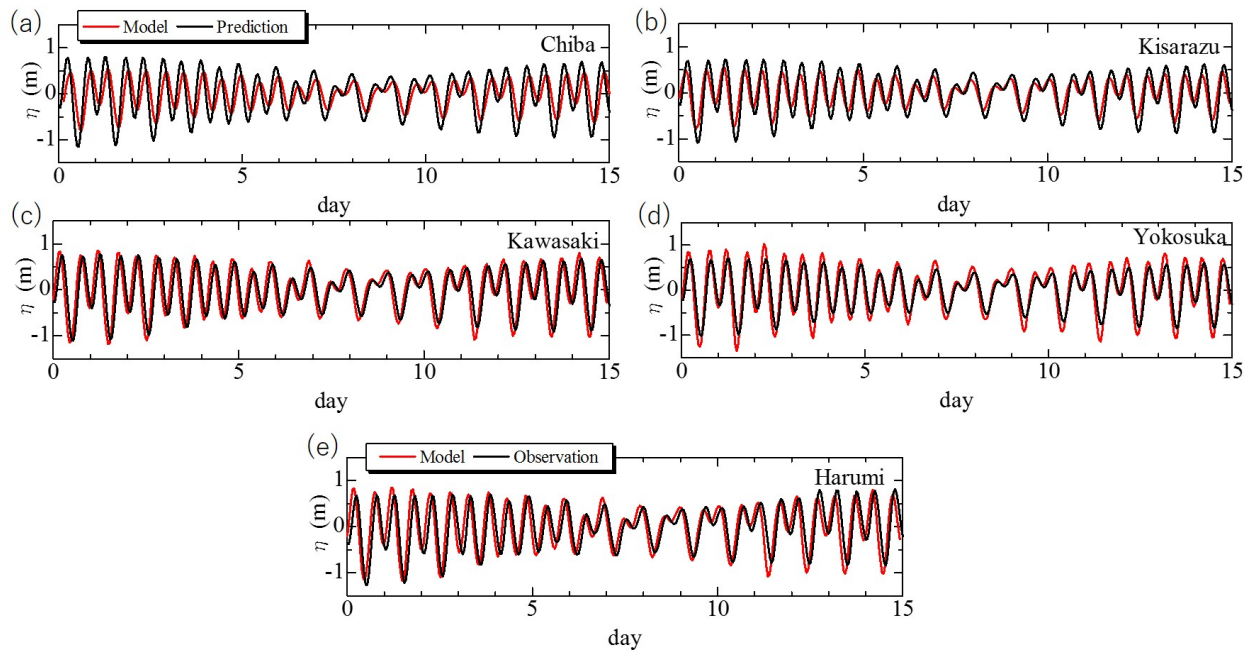 (a)
Model Prediction
Chiba
η (m)
1
0
-1
0 5 10 15
day
(b)
Kisarazu
η (m)
1
0
-1
0 5 10 15
day
(c)
Kawasaki
η (m)
1
0
-1
0 5 10 15
day
(d)
Yokosuka
η (m)
1
0
-1
0 5 10 15
day
(e)
Model Observation
Harumi
η (m)
1
0
-1
0 5 10 15
day